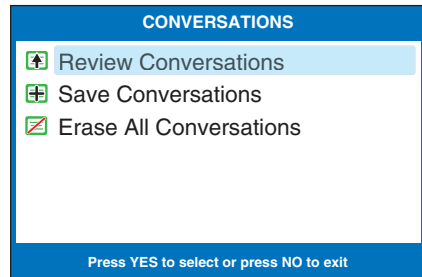 CONVERSATIONS
Review Conversations
Save Conversations
Erase All Conversations
Press YES to select or press NO to exit